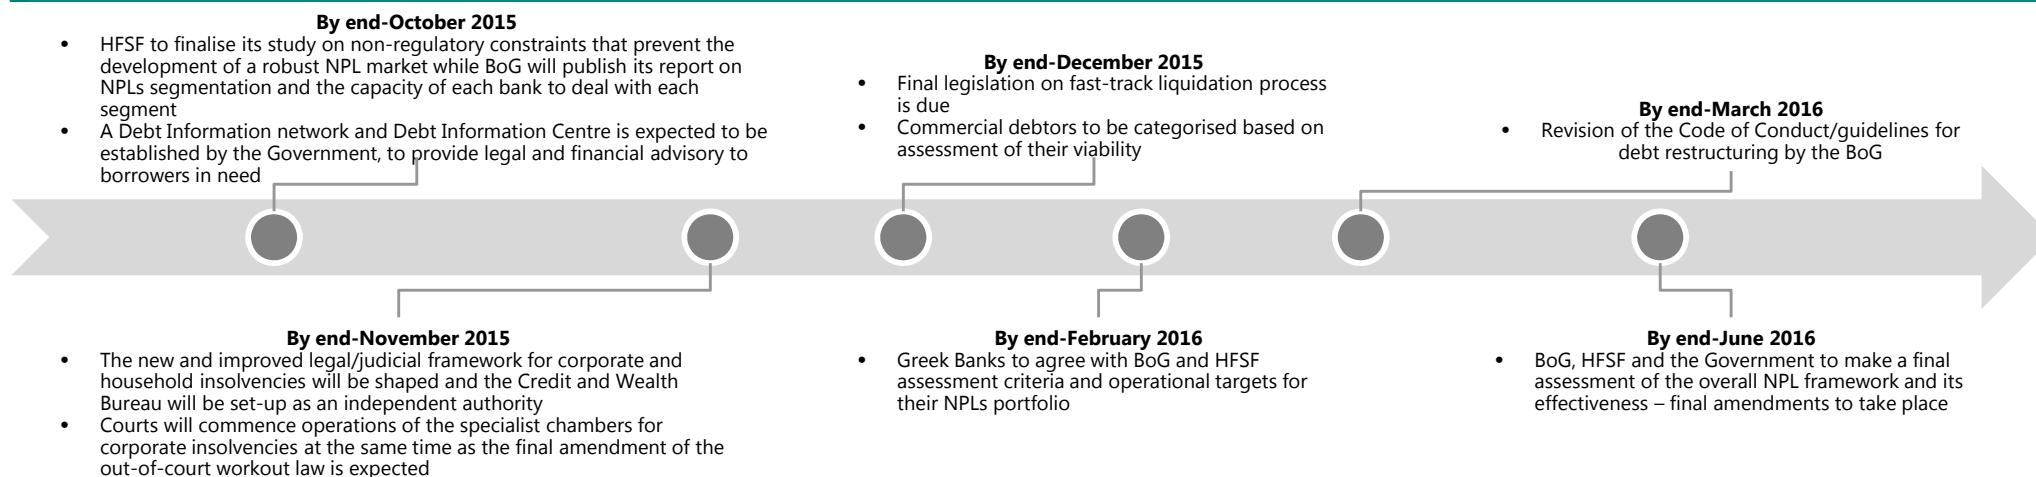 By end-October 2015
• HFSF to finalise its study on non-regulatory constraints that prevent the
development of a robust NPL market while BoG will publish its report on
NPLs segmentation and the capacity of each bank to deal with each
segment
• A Debt Information network and Debt Information Centre is expected to be
established by the Government, to provide legal and financial advisory to
borrowers in need
By end-December 2015
• Final legislation on fast-track liquidation process
is due
• Commercial debtors to be categorised based on
assessment of their viability
By end-March 2016
• Revision of the Code of Conduct/guidelines for
debt restructuring by the BoG
By end-November 2015
• The new and improved legal/judicial framework for corporate and
household insolvencies will be shaped and the Credit and Wealth
Bureau will be set-up as an independent authority
• Courts will commence operations of the specialist chambers for
corporate insolvencies at the same time as the final amendment of the
out-of-court workout law is expected
By end-February 2016
• Greek Banks to agree with BoG and HFSF
assessment criteria and operational targets for
their NPLs portfolio
By end-June 2016
• BoG, HFSF and the Government to make a final
assessment of the overall NPL framework and its
effectiveness – final amendments to take place